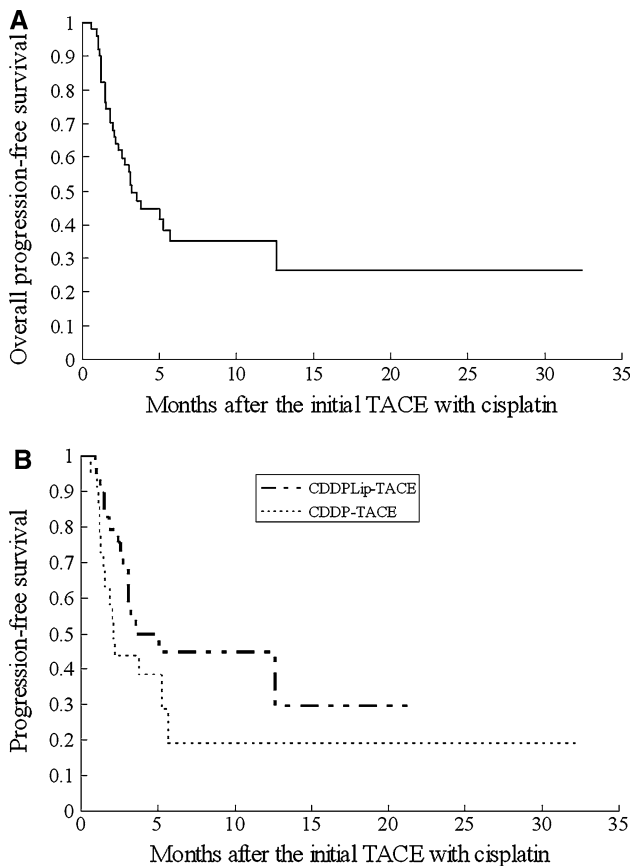 A
Overall progression-free survival
1
0.9
0.8
0.7
0.6
0.5
0.4
0.3
0.2
0.1
0
0 5 10 15 20 25 30 35
Months after the initial TACE with cisplatin
B
Progression-free survival
1
0.9
0.8
0.7
0.6
0.5
0.4
0.3
0.2
0.1
0
CDDPLip-TACE
CDDP-TACE
0 5 10 15 20 25 30 35
Months after the initial TACE with cisplatin